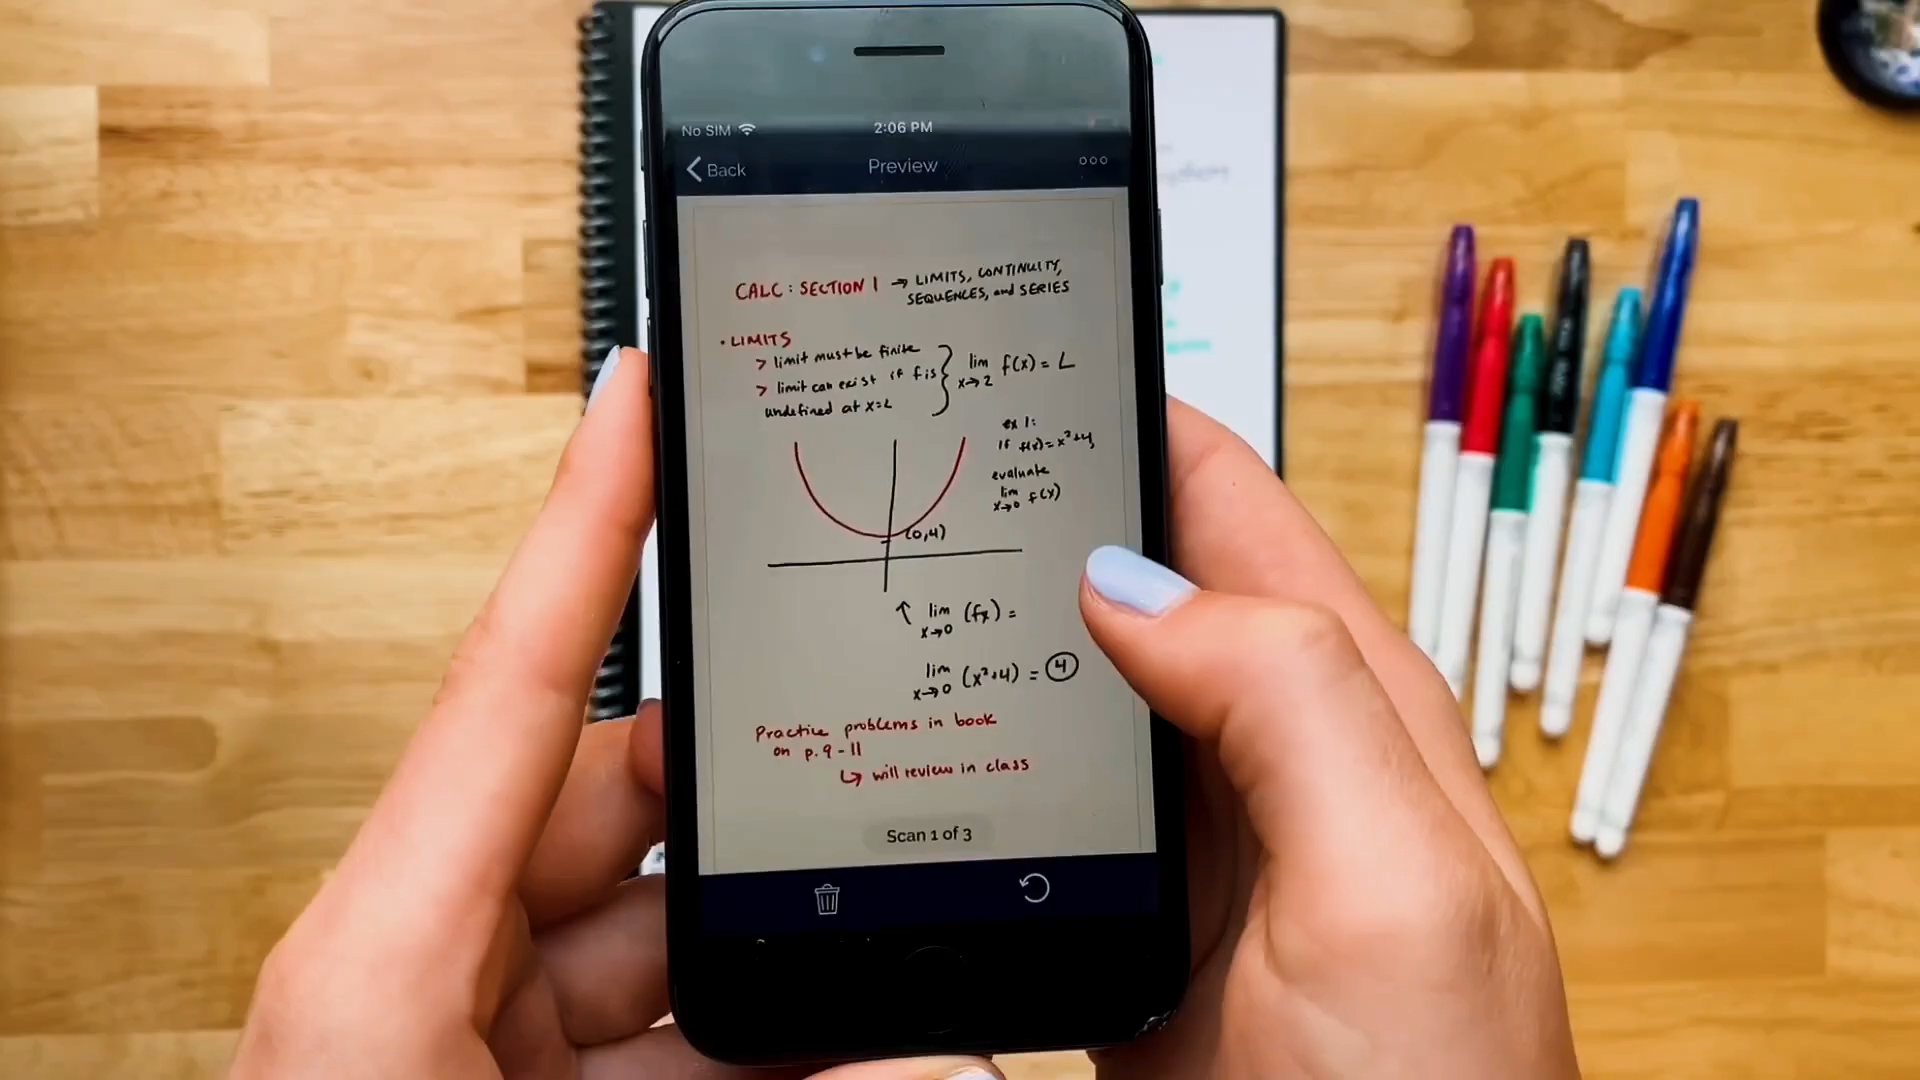 No SIM
2:06 PM
Back
Preview
CALC: SECTION 1 → LIMITS, CONTINUITY,
SEQUENCES, and SERIES
• LIMITS
> limit must be finite
> limit can exist if f is
undefined at x=2
lim f(x) = L
x→2
ex 1:
if f(x)=x²+4,
evaluate
lim f(x)
x→0
(0,4)
↑ lim (fx) =
x→0
lim (x²+4) = 4
x→0
Practice problems in book
on p. 9-11
↳ will review in class
Scan 1 of 3